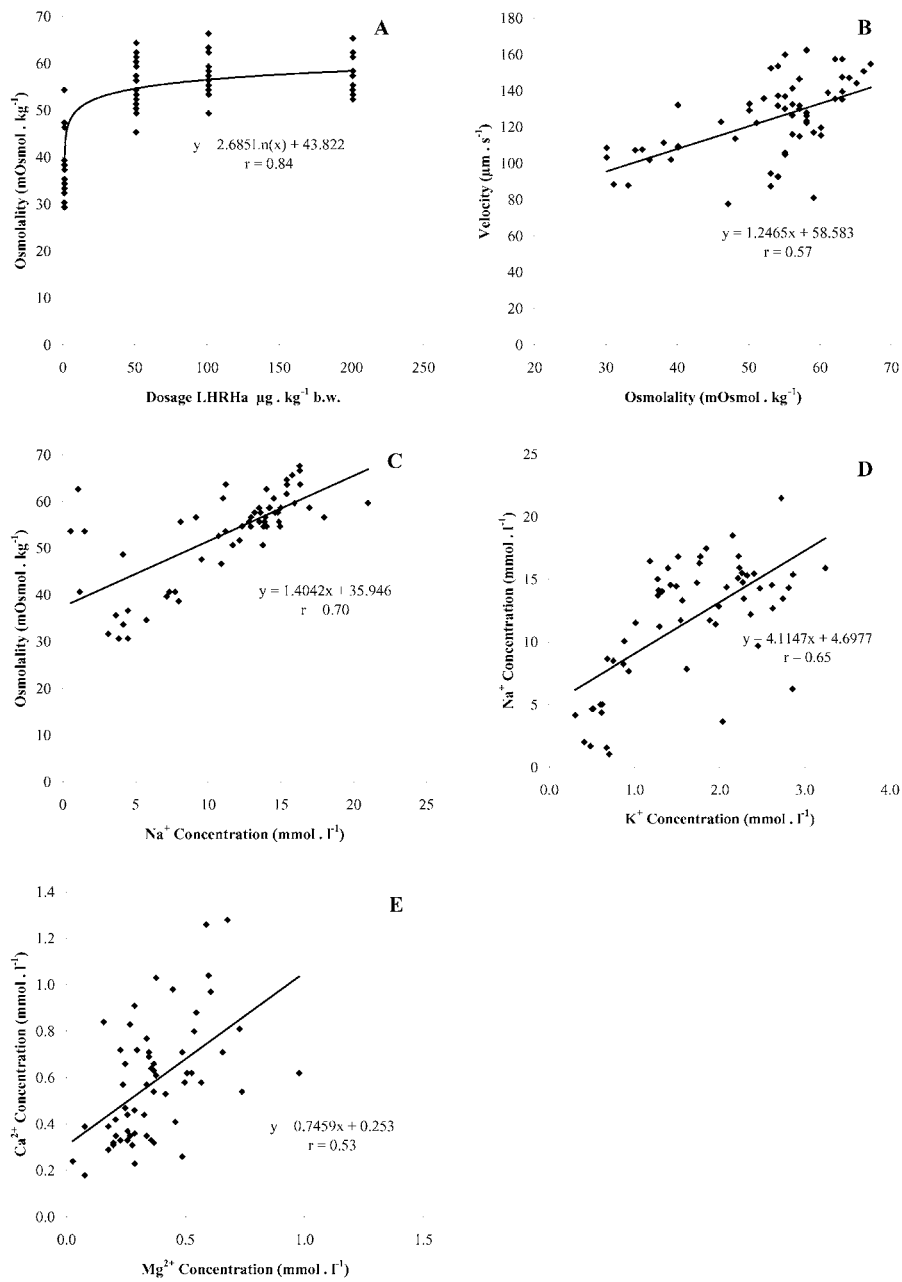 A
70
60
50
40
30
20
10
0
Osmolality (mOsmol . kg⁻¹)
y 2.685Ln(x) + 43.822
r = 0.84
0 50 100 150 200 250
Dosage LHRHa µg . kg⁻¹ b.w.
B
180
160
140
120
100
80
60
40
20
0
Velocity (µm . s⁻¹)
y = 1.2465x + 58.583
r = 0.57
20 30 40 50 60 70
Osmolality (mOsmol . kg⁻¹)
C
70
60
50
40
30
20
10
0
Osmolality (mOsmol . kg⁻¹)
y = 1.4042x + 35.946
r 0.70
0 5 10 15 20 25
Na⁺ Concentration (mmol . l⁻¹)
D
25
20
15
10
5
0
Na⁺ Concentration (mmol . l⁻¹)
y – 4.1147x + 4.6977
r – 0.65
0.0 1.0 2.0 3.0 4.0
K⁺ Concentration (mmol . l⁻¹)
E
1.4
1.2
1.0
0.8
0.6
0.4
0.2
0.0
Ca²⁺ Concentration (mmol . l⁻¹)
y 0.7459x + 0.253
r = 0.53
0.0 0.5 1.0 1.5
Mg²⁺ Concentration (mmol . l⁻¹)